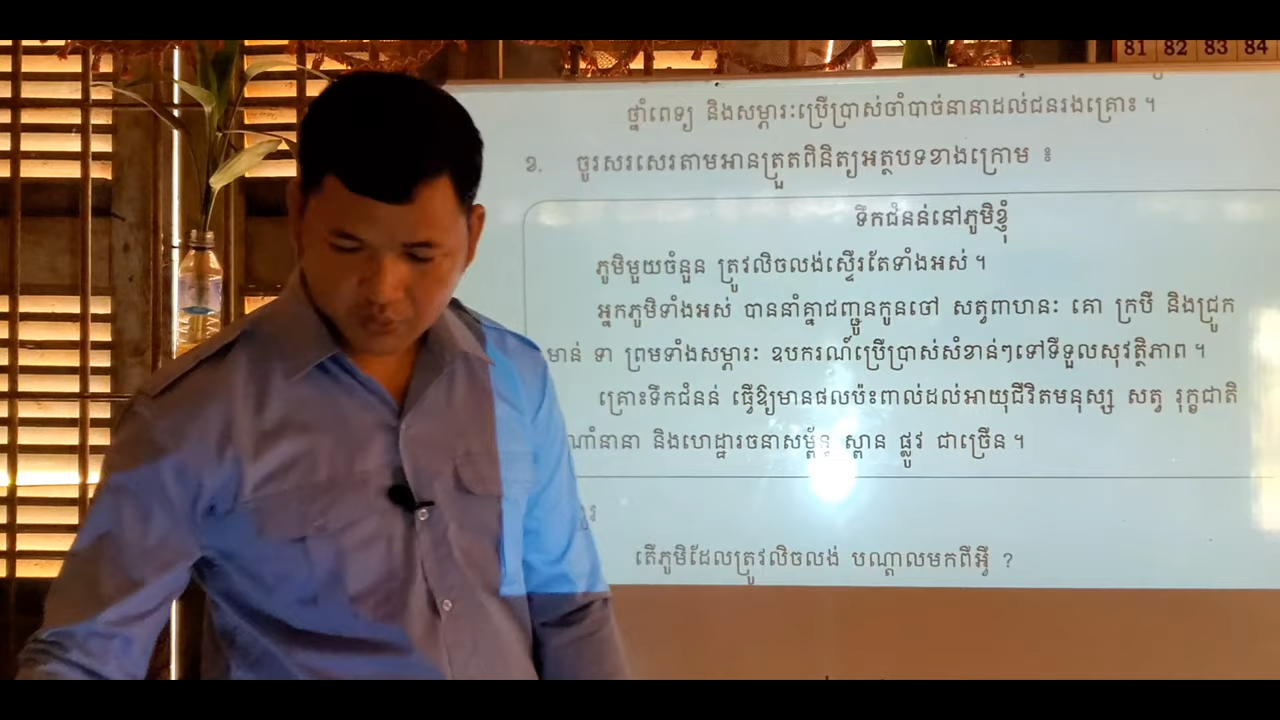 81 82 83 84
ថ្នាំពេទ្យ និងសម្ភារៈប្រើប្រាស់ចាំបាច់នានាដល់ជនរងគ្រោះ ។
ខ. ចូរសរសេរតាមអានត្រួតពិនិត្យអត្ថបទខាងក្រោម ៖
ទឹកជំនន់នៅភូមិខ្ញុំ
ភូមិមួយចំនួន ត្រូវលិចលង់ស្ទើរតែទាំងអស់ ។
អ្នកភូមិទាំងអស់ បាននាំគ្នាជញ្ជូនកូនចៅ សត្វពាហនៈ គោ ក្របី និងជ្រូក
មាន់ ទា ព្រមទាំងសម្ភារៈ ឧបករណ៍ប្រើប្រាស់សំខាន់ៗទៅទីទួលសុវត្ថិភាព ។
គ្រោះទឹកជំនន់ ធ្វើឱ្យមានផលប៉ះពាល់ដល់អាយុជីវិតមនុស្ស សត្វ រុក្ខជាតិ
ណាំនានា និងហេដ្ឋារចនាសម្ព័ន្ធ ស្ពាន ផ្លូវ ជាច្រើន ។
តើភូមិដែលត្រូវលិចលង់ បណ្ដាលមកពីអ្វី ?